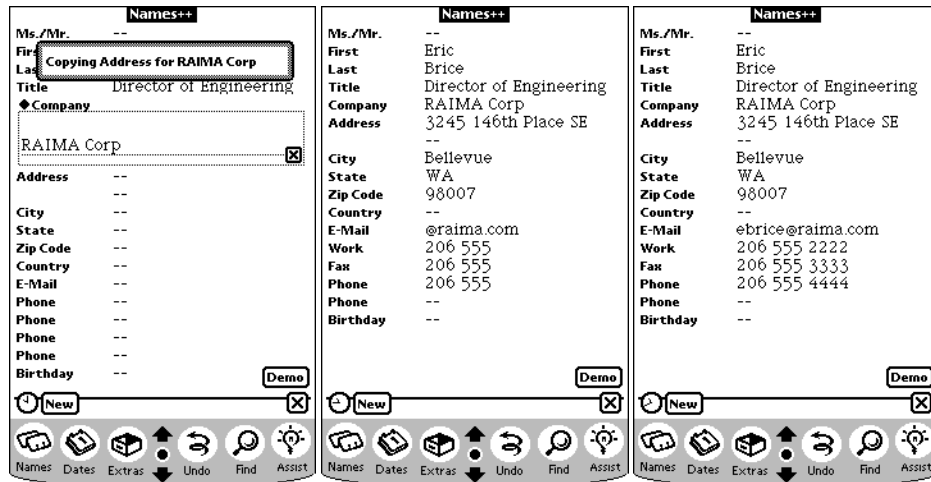 Names++
Ms./Mr. --
Firs
Las
Copying Address for RAIMA Corp
Title Director of Engineering
◆Company
RAIMA Corp
Address --
--
City --
State --
Zip Code --
Country --
E-Mail --
Phone --
Phone --
Phone --
Phone --
Birthday --
Demo
New
Names Dates Extras Undo Find Assist
Names++
Ms./Mr. --
First Eric
Last Brice
Title Director of Engineering
Company RAIMA Corp
Address 3245 146th Place SE
--
City Bellevue
State WA
Zip Code 98007
Country --
E-Mail @raima.com
Work 206 555
Fax 206 555
Phone 206 555
Phone --
Birthday --
Demo
New
Names Dates Extras Undo Find Assist
Names++
Ms./Mr. --
First Eric
Last Brice
Title Director of Engineering
Company RAIMA Corp
Address 3245 146th Place SE
--
City Bellevue
State WA
Zip Code 98007
Country --
E-Mail ebrice@raima.com
Work 206 555 2222
Fax 206 555 3333
Phone 206 555 4444
Phone --
Birthday --
Demo
New
Names Dates Extras Undo Find Assist